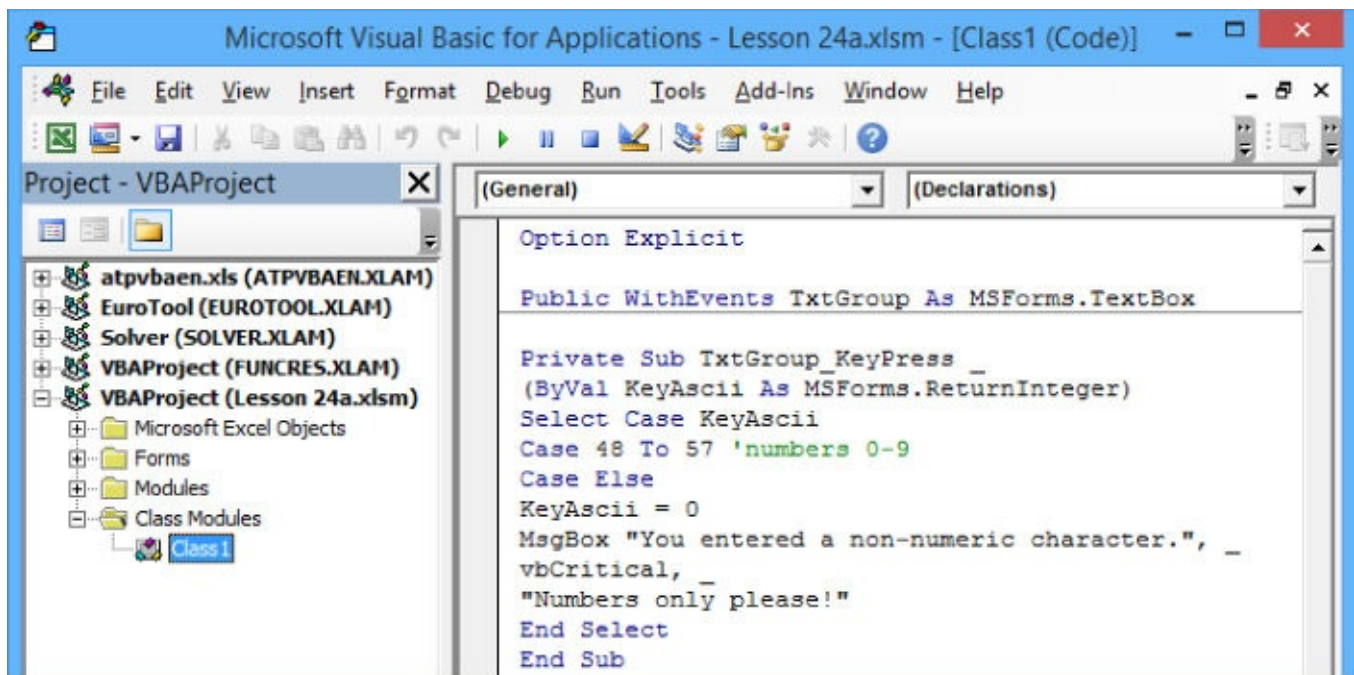 Microsoft Visual Basic for Applications - Lesson 24a.xlsm - [Class1 (Code)]
File Edit View Insert Format Debug Run Tools Add-Ins Window Help
Project - VBAProject
(General) (Declarations)
atpvbaen.xls (ATPVBAEN.XLAM)
EuroTool (EUROTOOL.XLAM)
Solver (SOLVER.XLAM)
VBAProject (FUNCRES.XLAM)
VBAProject (Lesson 24a.xlsm)
Microsoft Excel Objects
Forms
Modules
Class Modules
Class1
Option Explicit
Public WithEvents TxtGroup As MSForms.TextBox
Private Sub TxtGroup_KeyPress _
(ByVal KeyAscii As MSForms.ReturnInteger)
Select Case KeyAscii
Case 48 To 57 'numbers 0-9
Case Else
KeyAscii = 0
MsgBox "You entered a non-numeric character.", _
vbCritical, _
"Numbers only please!"
End Select
End Sub